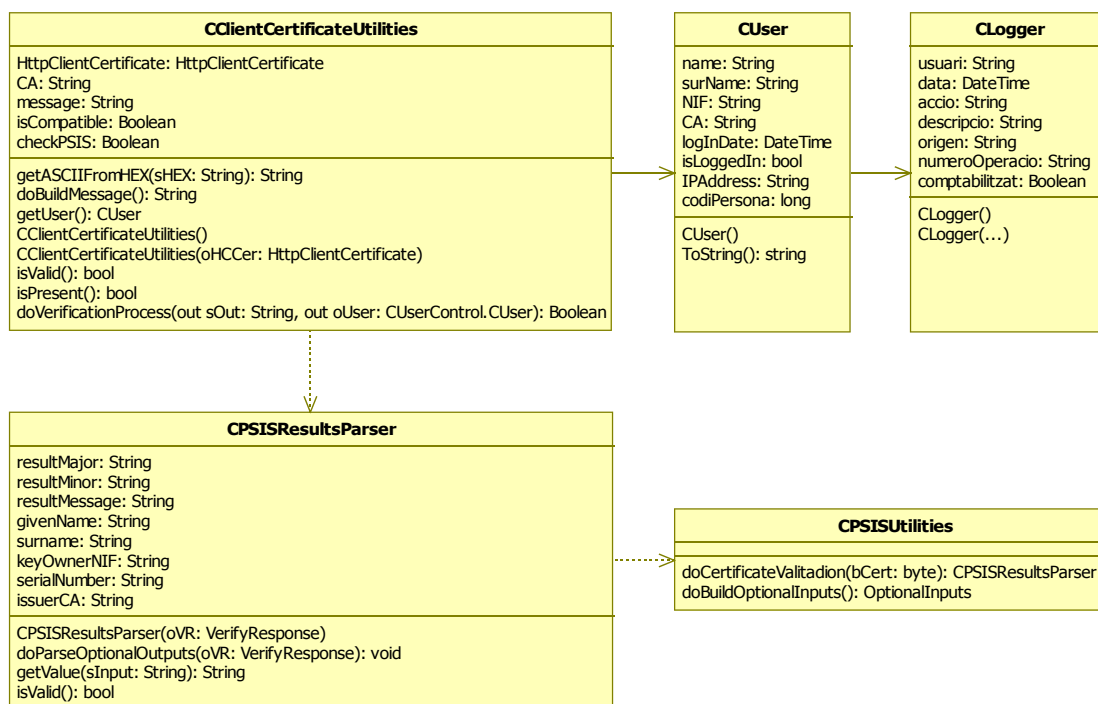 CClientCertificateUtilities
HttpClientCertificate: HttpClientCertificate
CA: String
message: String
isCompatible: Boolean
checkPSIS: Boolean
getASCIIFromHEX(sHEX: String): String
doBuildMessage(): String
getUser(): CUser
CClientCertificateUtilities()
CClientCertificateUtilities(oHCCer: HttpClientCertificate)
isValid(): bool
isPresent(): bool
doVerificationProcess(out sOut: String, out oUser: CUserControl.CUser): Boolean
CUser
name: String
surName: String
NIF: String
CA: String
logInDate: DateTime
isLoggedIn: bool
IPAddress: String
codiPersona: long
CUser()
ToString(): string
CLogger
usuari: String
data: DateTime
accio: String
descripcio: String
origen: String
numeroOperacio: String
comptabilitzat: Boolean
CLogger()
CLogger(...)
CPSISResultsParser
resultMajor: String
resultMinor: String
resultMessage: String
givenName: String
surname: String
keyOwnerNIF: String
serialNumber: String
issuerCA: String
CPSISResultsParser(oVR: VerifyResponse)
doParseOptionalOutputs(oVR: VerifyResponse): void
getValue(sInput: String): String
isValid(): bool
CPSISUtilities
doCertificateValitadion(bCert: byte): CPSISResultsParser
doBuildOptionalInputs(): OptionalInputs